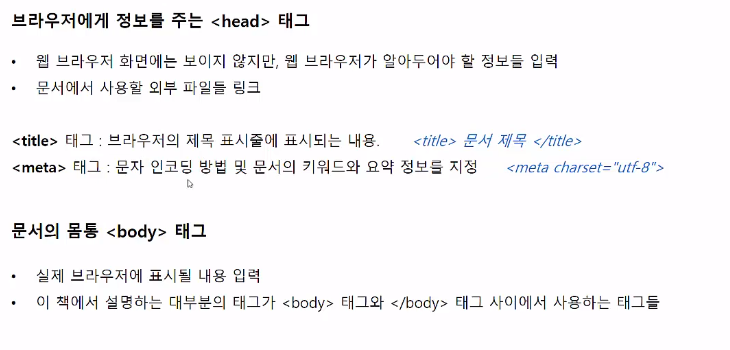 브라우저에게 정보를 주는 <head> 태그
• 웹 브라우저 화면에는 보이지 않지만, 웹 브라우저가 알아두어야 할 정보들 입력
• 문서에서 사용할 외부 파일들 링크
<title> 태그 : 브라우저의 제목 표시줄에 표시되는 내용. <title> 문서 제목 </title>
<meta> 태그 : 문자 인코딩 방법 및 문서의 키워드와 요약 정보를 지정 <meta charset="utf-8">
문서의 몸통 <body> 태그
• 실제 브라우저에 표시될 내용 입력
• 이 책에서 설명하는 대부분의 태그가 <body> 태그와 </body> 태그 사이에서 사용하는 태그들